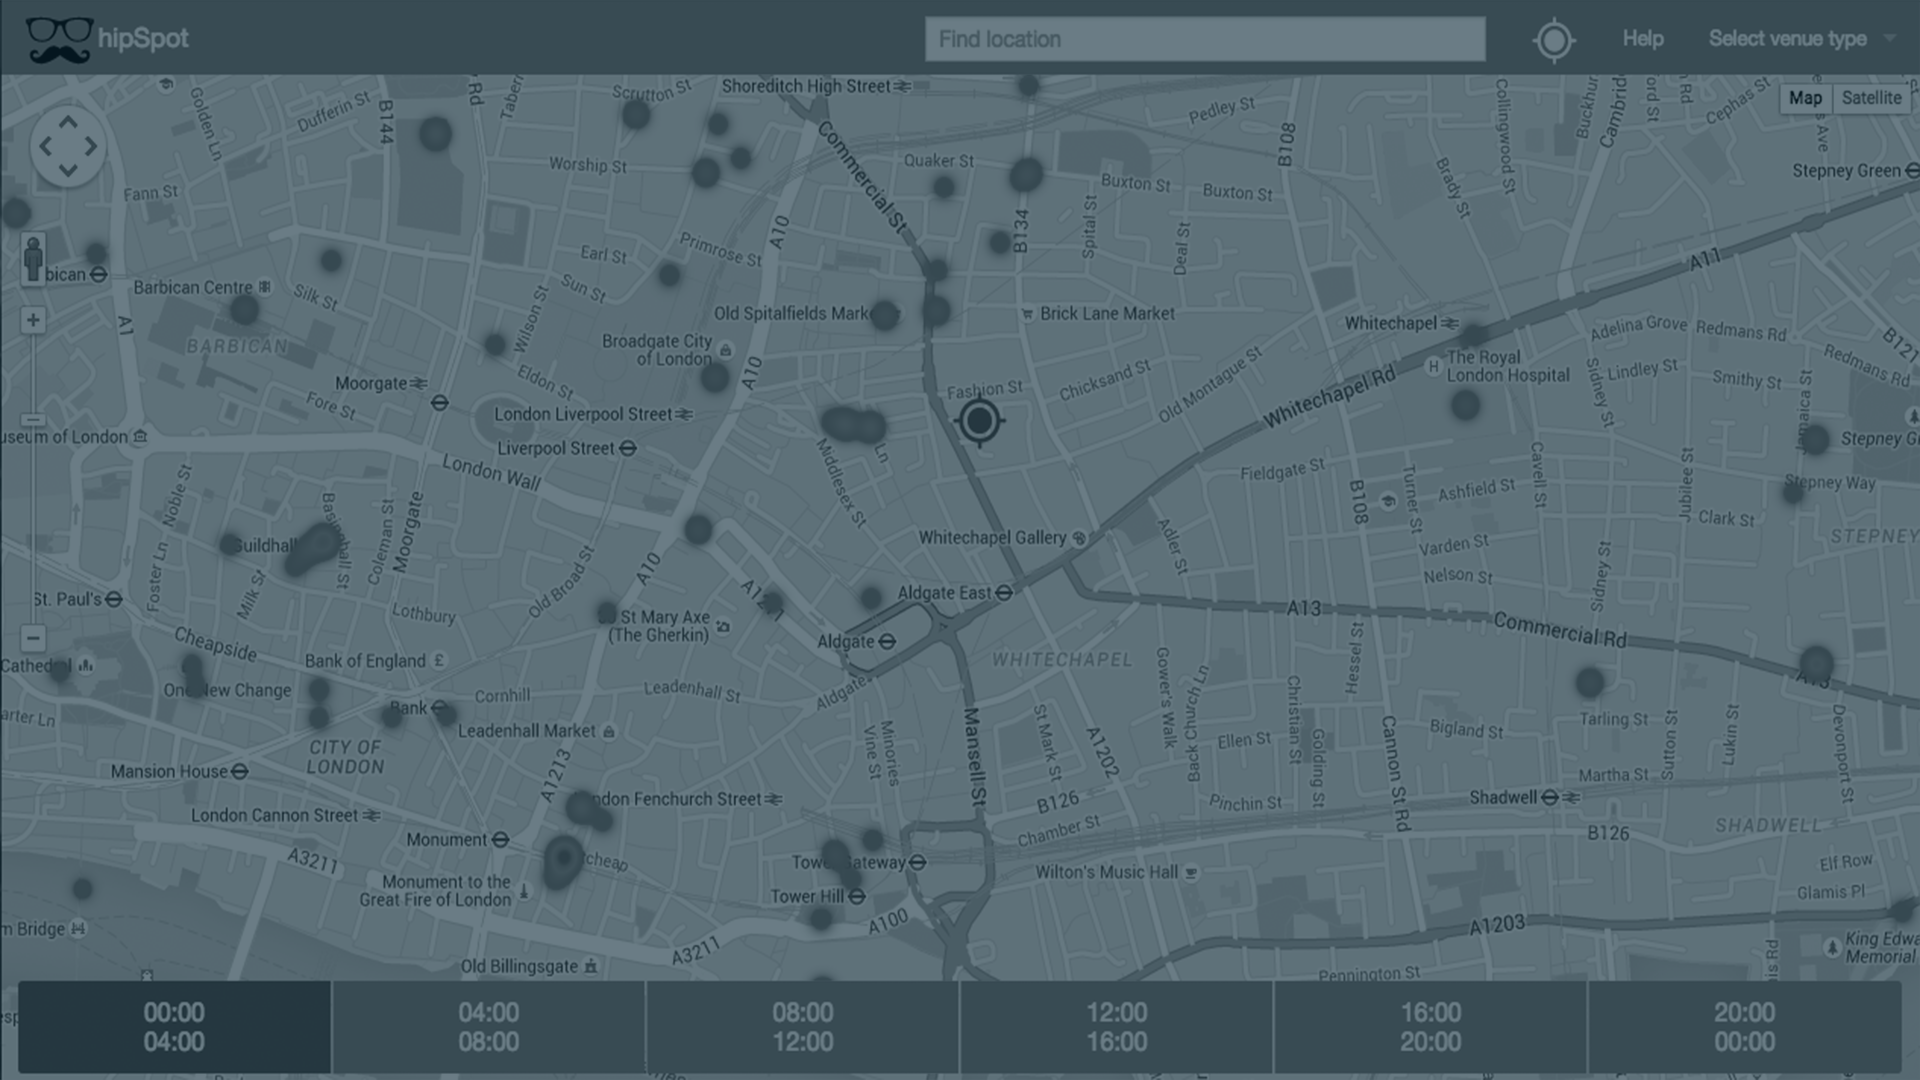 hipSpot
Find location
Help
Select venue type
Map
Satellite
Shoreditch High Street
Scrutton St
Dufferin St
Golden Ln
B144
Worship St
Commercial St
Quaker St
Pedley St
B108
Buxton St
Buxton St
Collingwood St
Brady St
Cephas St
Stepney Green
Fann St
A10
B134
Spital St
Deal St
Primrose St
Earl St
Sun St
A11
bican
Barbican Centre
Silk St
Wilson St
Old Spitalfields Mark
Brick Lane Market
Whitechapel
Adelina Grove
Redmans Rd
B121
A1
BARBICAN
Broadgate City
of London
A10
The Royal
London Hospital
Sidney St
Lindley St
Smithy St
Redmans Rd
Jamaica St
Moorgate
Fore St
Eldon St
Fashion St
Chicksand St
Old Montague St
Whitechapel Rd
London Liverpool Street
Liverpool Street
useum of London
London Wall
Middlesex St
Ln
Fieldgate St
B108
Turner St
Ashfield St
Cavell St
Jubilee St
Stepney Way
Clark St
STEPNEY
Noble St
Coleman St
Moorgate
Guildhall
Foster Ln
Milk St
Old Broad St
A10
Whitechapel Gallery
Adler St
Varden St
Nelson St
Sidney St
St. Paul's
Lothbury
St Mary Axe
(The Gherkin)
Aldgate East
Aldgate
A13
Commercial Rd
A13
Cheapside
Bank of England
WHITECHAPEL
Hessel St
Gower's Walk
Back Church Ln
Christian St
One New Change
Cornhill
Leadenhall St
Aldgate
Bank
Leadenhall Market
Vine St
Minories
Mansell St
St Mark St
A1202
Ellen St
Golding St
Cannon St Rd
Bigland St
Tarling St
Sutton St
Lukin St
Devonport St
CITY OF
LONDON
Mansion House
A1213
Martha St
London Cannon Street
ndon Fenchurch Street
B126
Pinchin St
Shadwell
Chamber St
B126
SHADWELL
Monument
A3211
cheap
Wilton's Music Hall
Elf Row
Glamis Pl
Monument to the
Great Fire of London
Tower Hill
A100
A1203
m Bridge
A3211
Old Billingsgate
Pennington St
King Edwa
Memorial
00:00
04:00
04:00
08:00
08:00
12:00
12:00
16:00
16:00
20:00
20:00
00:00